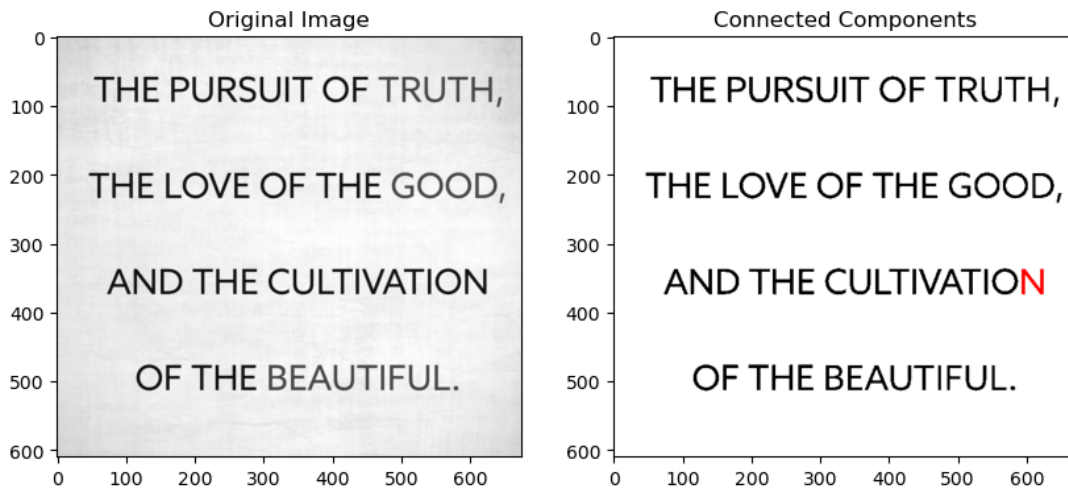 Original Image
0
100
200
300
400
500
600
0 100 200 300 400 500 600
THE PURSUIT OF TRUTH,
THE LOVE OF THE GOOD,
AND THE CULTIVATION
OF THE BEAUTIFUL.
Connected Components
0
100
200
300
400
500
600
0 100 200 300 400 500 600
THE PURSUIT OF TRUTH,
THE LOVE OF THE GOOD,
AND THE CULTIVATION
OF THE BEAUTIFUL.